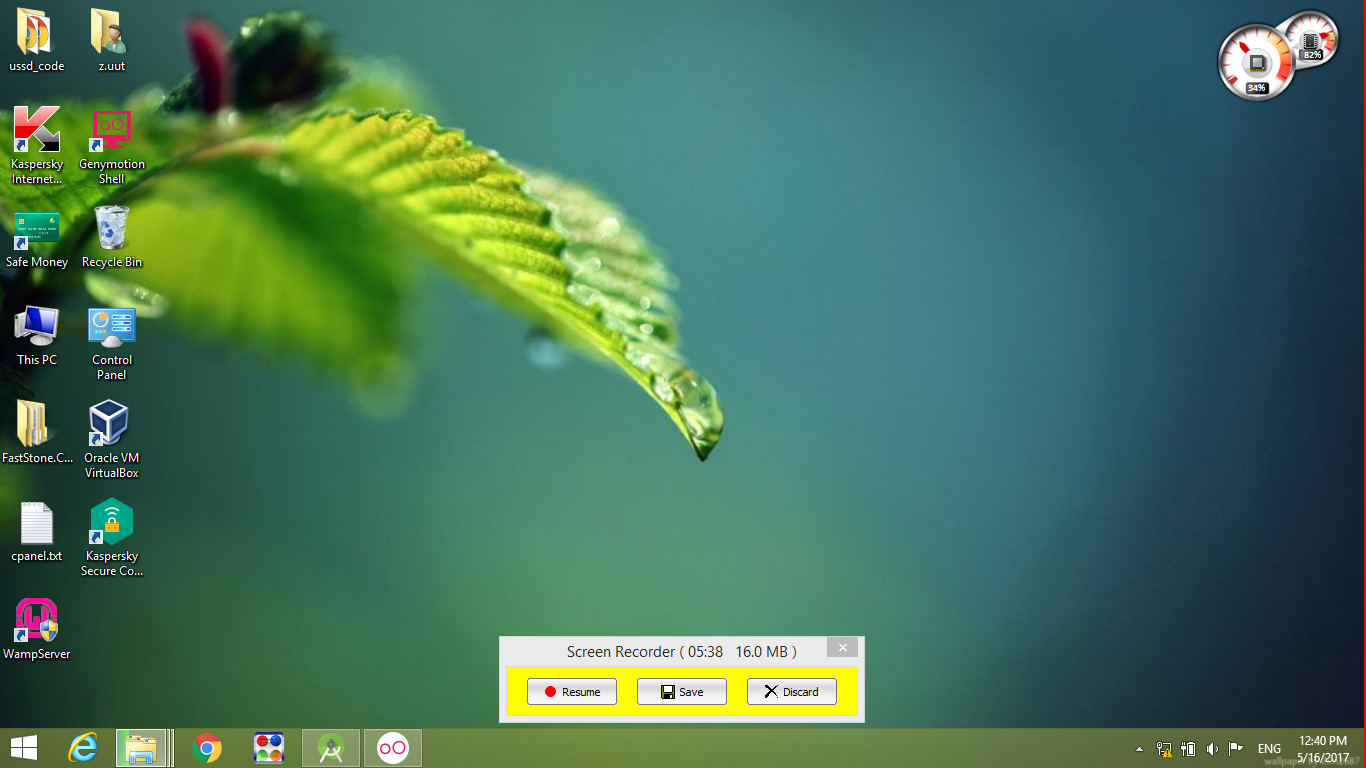 ussd_code
z.uut
34%
82%
Kaspersky
Internet...
Genymotion
Shell
Safe Money
Recycle Bin
This PC
Control
Panel
FastStone.C...
Oracle VM
VirtualBox
cpanel.txt
Kaspersky
Secure Co...
WampServer
Screen Recorder ( 05:38 16.0 MB )
Resume
Save
Discard
ENG
12:40 PM
5/16/2017
wallpaper